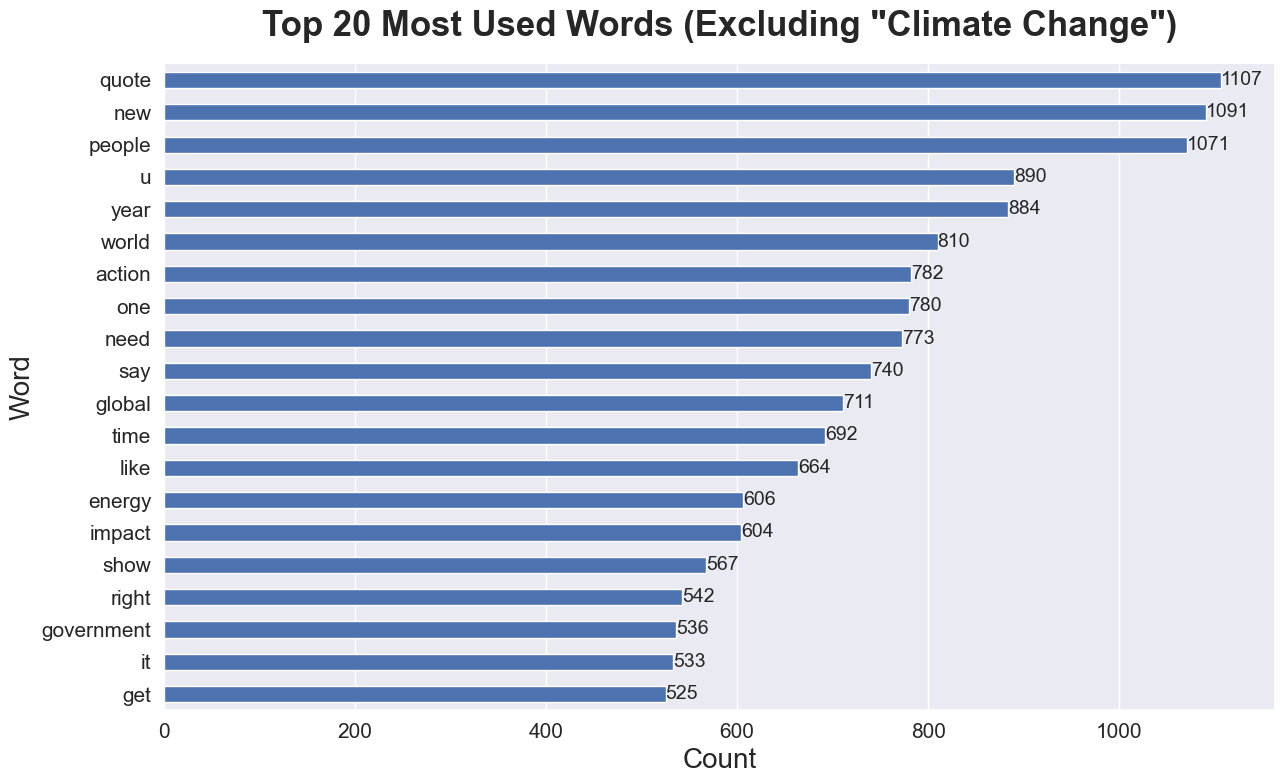 Top 20 Most Used Words (Excluding "Climate Change")
quote 1107
new 1091
people 1071
u 890
year 884
world 810
action 782
one 780
need 773
say 740
global 711
time 692
like 664
energy 606
impact 604
show 567
right 542
government 536
it 533
get 525
0 200 400 600 800 1000
Count
Word